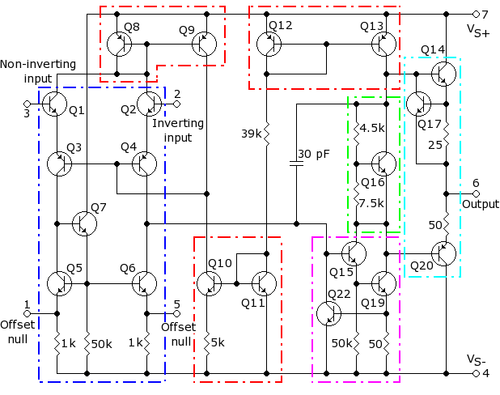 Q8
Q9
Q12
Q13
7
VS+
Q14
Non-inverting
input
3
Q1
Q2
2
Inverting
input
Q17
25
39k
30 pF
4.5k
Q16
7.5k
Q3
Q4
6
Output
50
Q7
Q5
Q6
Q10
Q11
Q15
Q19
Q20
Q22
1
Offset
null
5
Offset
null
1k
50k
1k
5k
50k
50
VS-
4